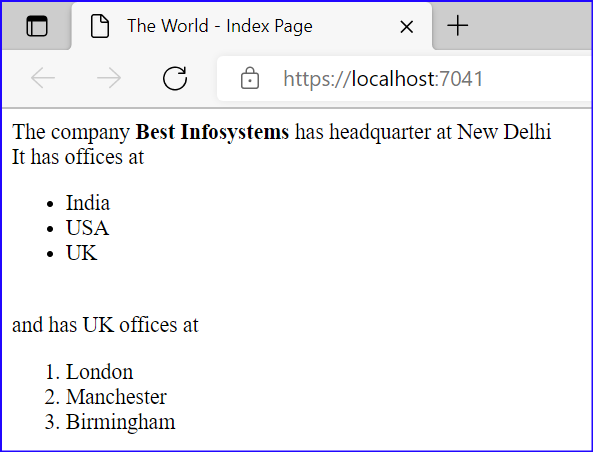 The World - Index Page
https://localhost:7041
The company Best Infosystems has headquarter at New Delhi
It has offices at
• India
• USA
• UK
and has UK offices at
1. London
2. Manchester
3. Birmingham